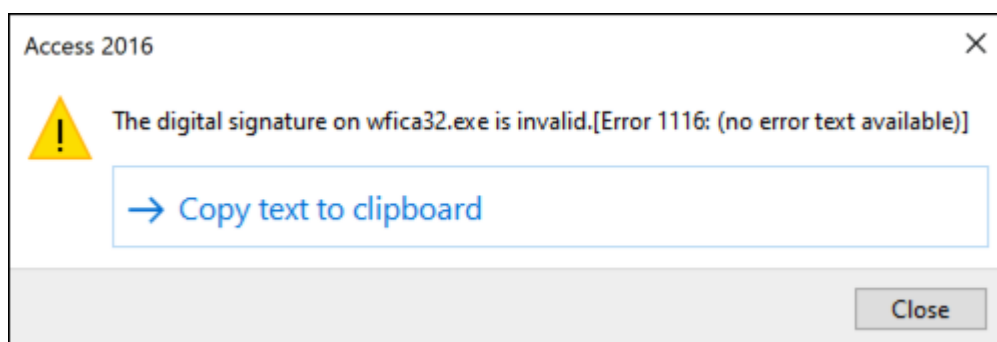 Access 2016
The digital signature on wfica32.exe is invalid.[Error 1116: (no error text available)]
Copy text to clipboard
Close